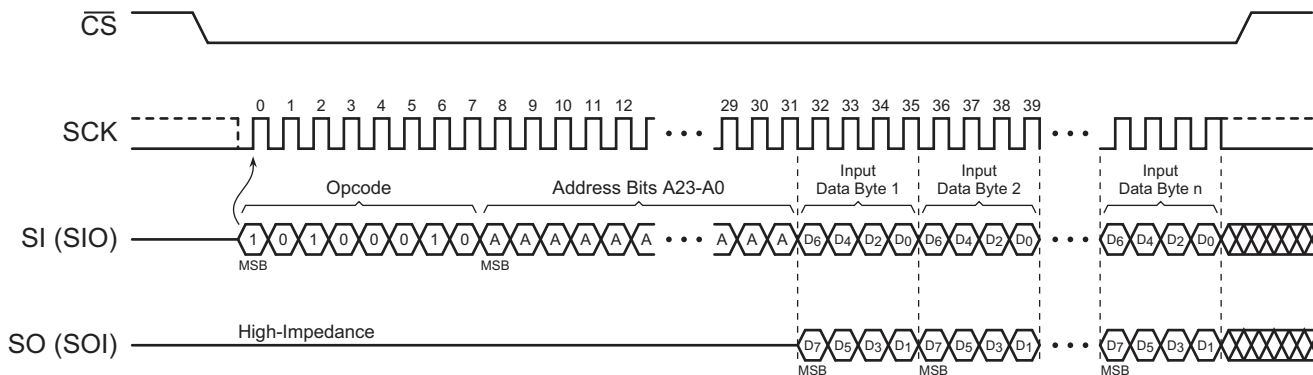 CS
0 1 2 3 4 5 6 7 8 9 10 11 12 29 30 31 32 33 34 35 36 37 38 39
SCK • • • • • •
Opcode
Address Bits A23-A0
Input
Data Byte 1
Input
Data Byte 2
Input
Data Byte n
SI (SIO) 1 0 1 0 0 0 1 0 A A A A A A • • • A A A D6 D4 D2 D0 D6 D4 D2 D0 • • • D6 D4 D2 D0
MSB MSB
High-Impedance
SO (SOI) D7 D5 D3 D1 D7 D5 D3 D1 • • • D7 D5 D3 D1
MSB MSB MSB